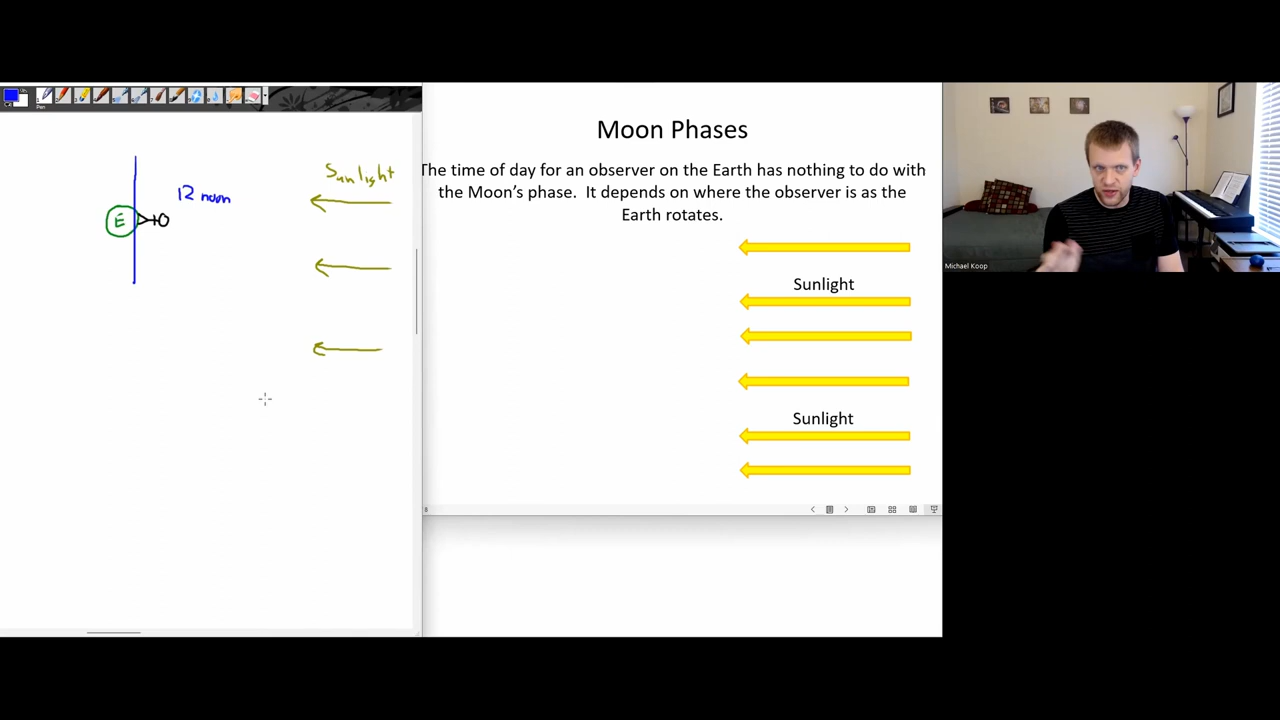 Sunlight
12 noon
E
Pen
Moon Phases
The time of day for an observer on the Earth has nothing to do with
the Moon's phase. It depends on where the observer is as the
Earth rotates.
Sunlight
Sunlight
Michael Koop